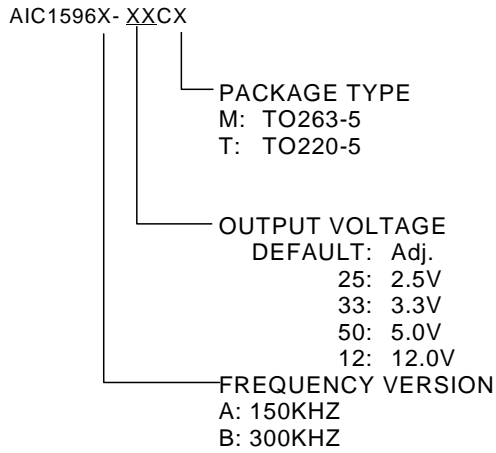 AIC1596X- XXCX
PACKAGE TYPE
M: TO263-5
T: TO220-5
OUTPUT VOLTAGE
DEFAULT: Adj.
25: 2.5V
33: 3.3V
50: 5.0V
12: 12.0V
FREQUENCY VERSION
A: 150KHZ
B: 300KHZ